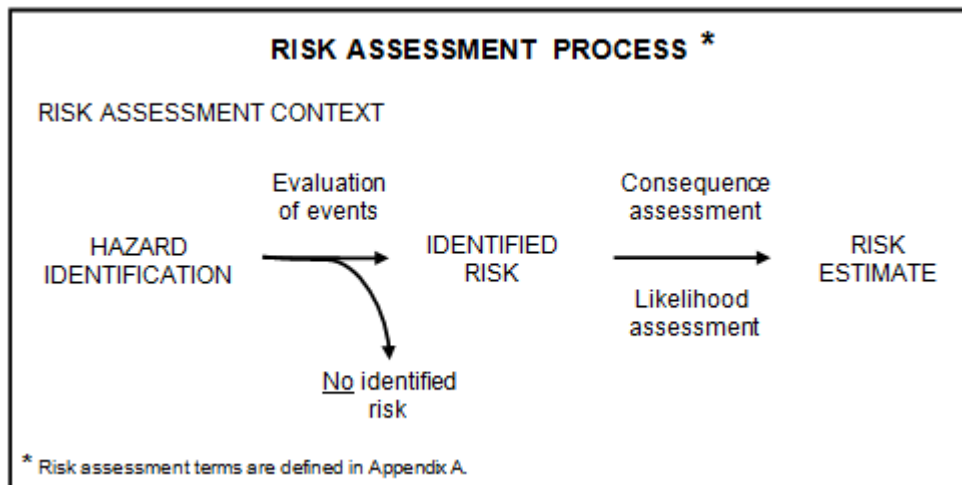 RISK ASSESSMENT PROCESS *
RISK ASSESSMENT CONTEXT
Evaluation
of events
Consequence
assessment
HAZARD
IDENTIFICATION
IDENTIFIED
RISK
RISK
ESTIMATE
Likelihood
assessment
No identified
risk
* Risk assessment terms are defined in Appendix A.